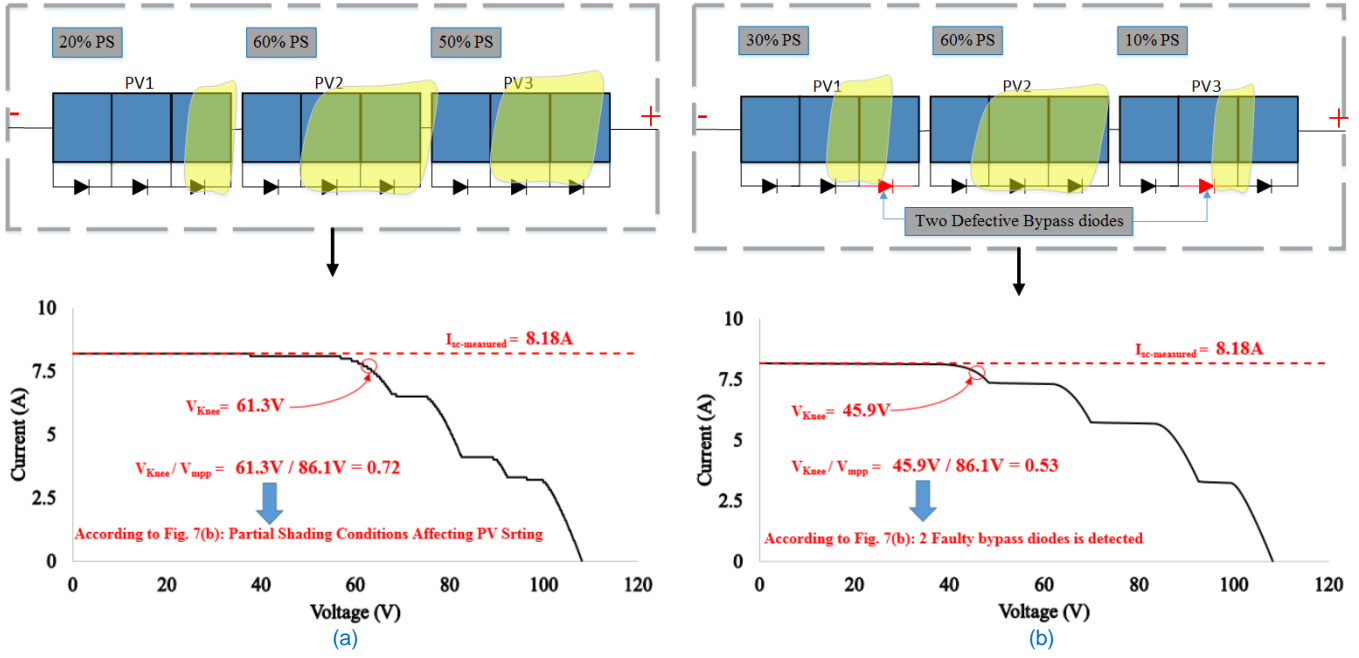 20% PS
60% PS
50% PS
PV1
PV2
PV3
-
+
10
7.5
5
2.5
0
Current (A)
Isc-measured = 8.18A
VKnee= 61.3V
VKnee / Vmpp = 61.3V / 86.1V = 0.72
According to Fig. 7(b): Partial Shading Conditions Affecting PV Srting
0 20 40 60 80 100 120
Voltage (V)
(a)
30% PS
60% PS
10% PS
PV1
PV2
PV3
-
+
Two Defective Bypass diodes
10
7.5
5
2.5
0
Current (A)
Isc-measured = 8.18A
VKnee= 45.9V
VKnee / Vmpp = 45.9V / 86.1V = 0.53
According to Fig. 7(b): 2 Faulty bypass diodes is detected
0 20 40 60 80 100 120
Voltage (V)
(b)